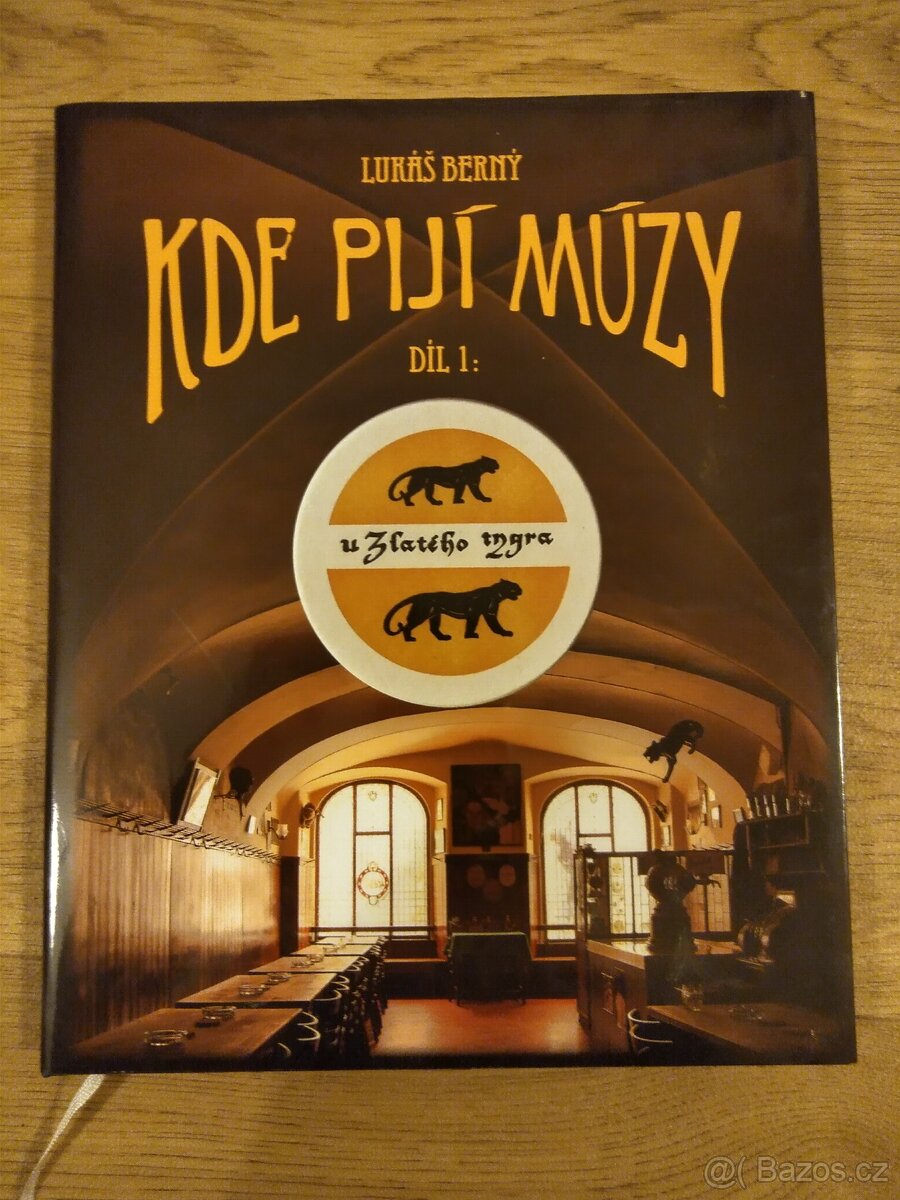 LUKÁŠ BERNÝ
KDE PIJÍ MÚZY
DÍL 1:
u Zlatého tygra
@( Bazos.cz